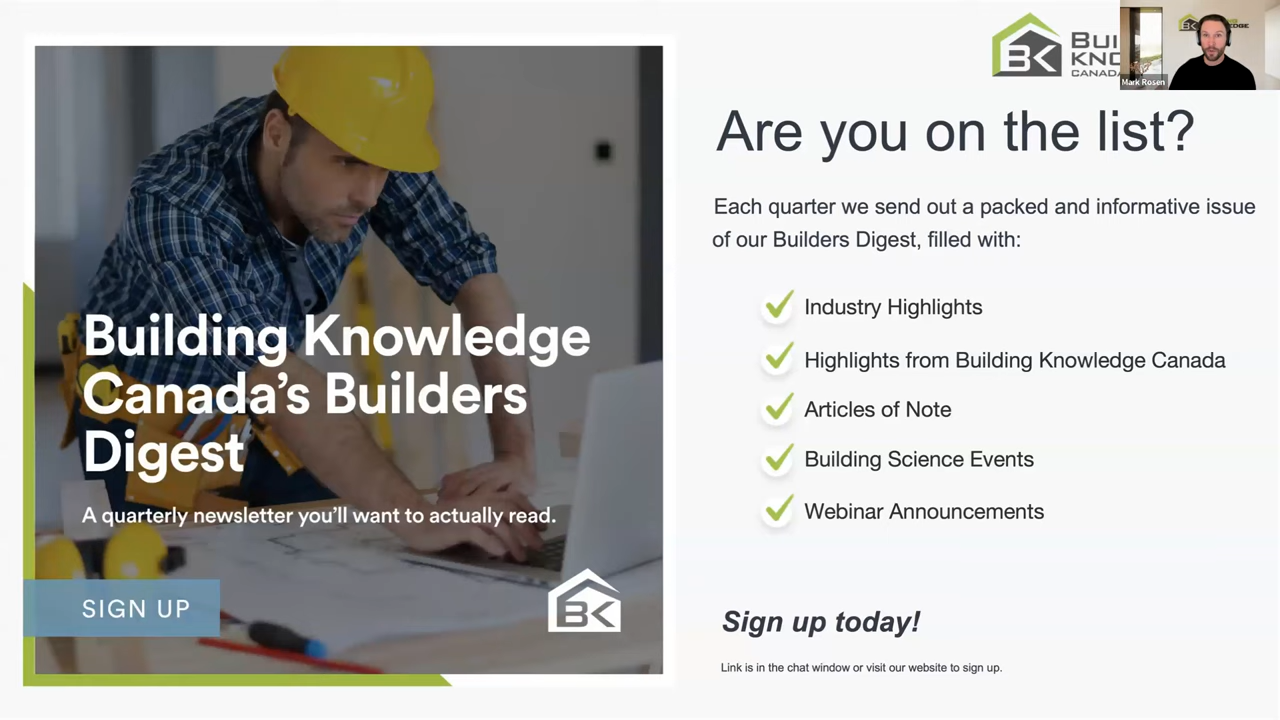 Building Knowledge
Canada's Builders
Digest
A quarterly newsletter you'll want to actually read.
SIGN UP
BK
BK
CANADA
Mark Rosen
Are you on the list?
Each quarter we send out a packed and informative issue
of our Builders Digest, filled with:
Industry Highlights
Highlights from Building Knowledge Canada
Articles of Note
Building Science Events
Webinar Announcements
Sign up today!
Link is in the chat window or visit our website to sign up.